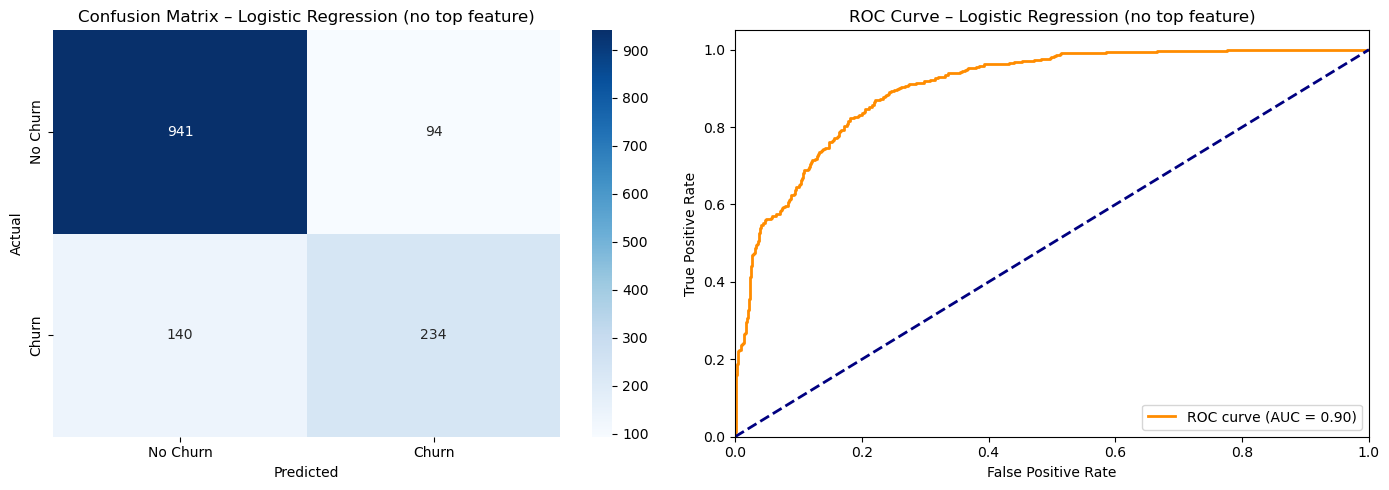 Confusion Matrix – Logistic Regression (no top feature)
Actual
No Churn
Churn
941
94
140
234
No Churn
Churn
Predicted
900
800
700
600
500
400
300
200
100
ROC Curve – Logistic Regression (no top feature)
True Positive Rate
1.0
0.8
0.6
0.4
0.2
0.0
0.0
0.2
0.4
0.6
0.8
1.0
False Positive Rate
ROC curve (AUC = 0.90)